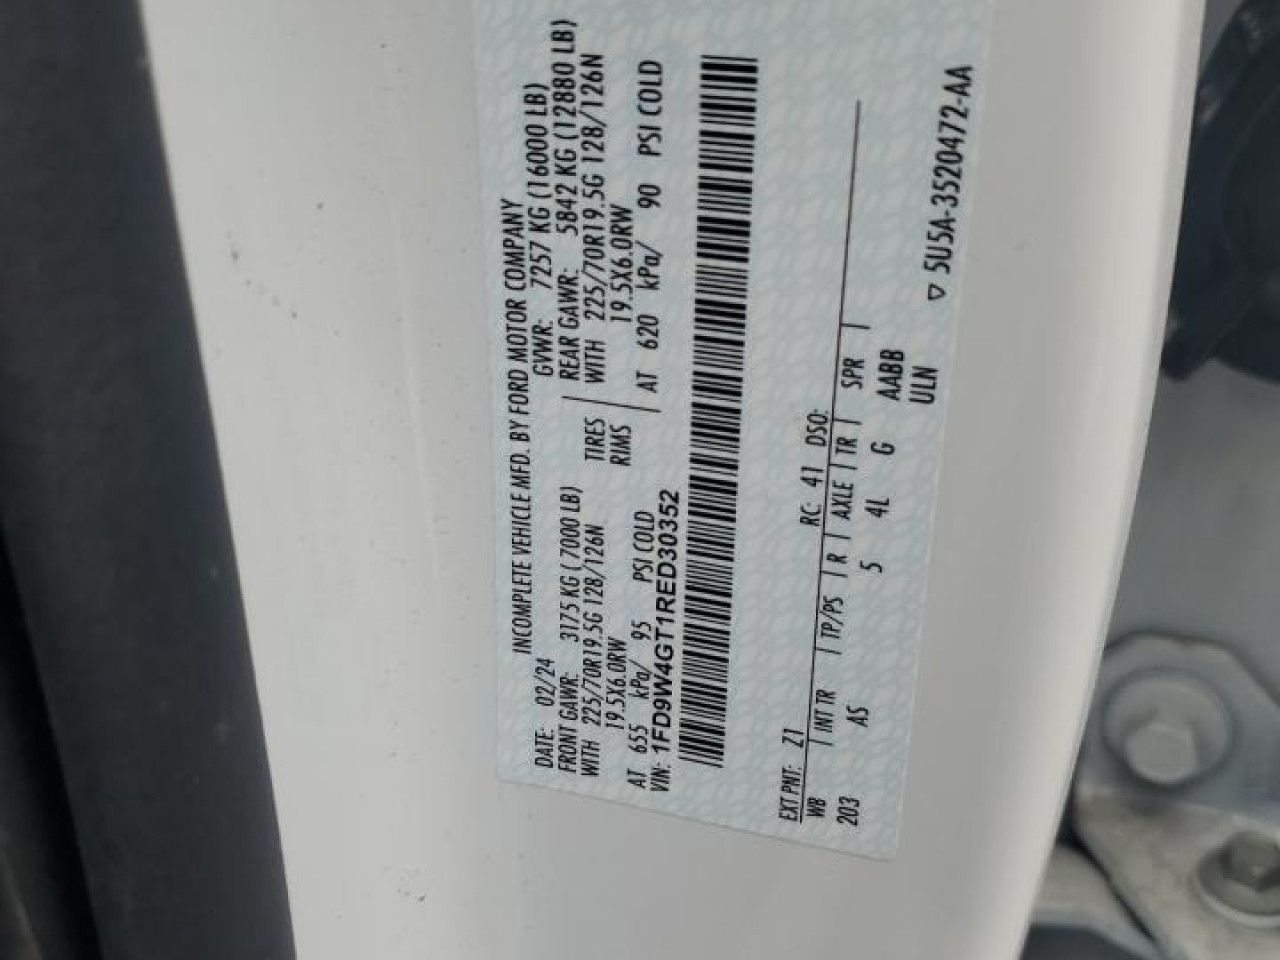 INCOMPLETE VEHICLE MFD. BY FORD MOTOR COMPANY
DATE: 02/24 GVWR: 7257 KG (16000 LB)
FRONT GAWR: 3175 KG (7000 LB) REAR GAWR: 5842 KG (12880 LB)
WITH 225/70R19.5G 128/126N TIRES WITH 225/70R19.5G 128/126N
19.5X6.0RW RIMS 19.5X6.0RW
AT 655 kPa/ 95 PSI COLD AT 620 kPa/ 90 PSI COLD
VIN: 1FD9W4GT1RED30352
EXT PNT: Z1 RC: 41 DSO:
WB INT TR TP/PS R AXLE TR SPR
203 AS 5 4L G AABB
ULN
▽ 5U5A-3520472-AA